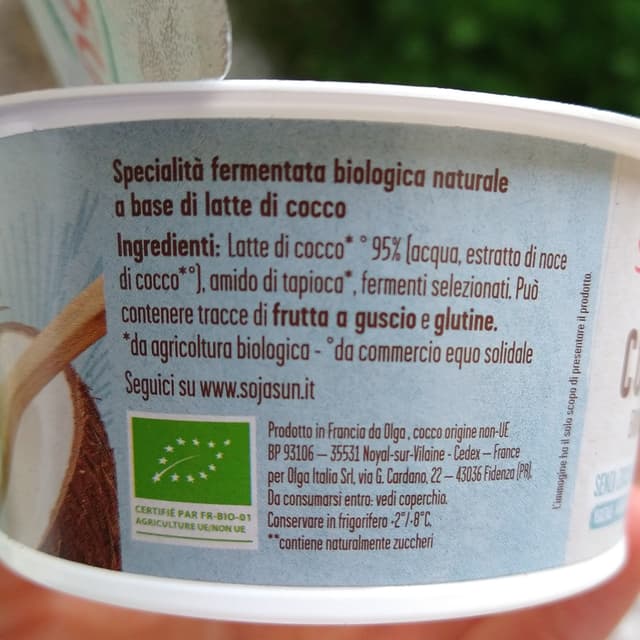 Specialità fermentata biologica naturale
a base di latte di cocco
Ingredienti: Latte di cocco* ° 95% (acqua, estratto di noce
di cocco*°), amido di tapioca*, fermenti selezionati. Può
contenere tracce di frutta a guscio e glutine.
*da agricoltura biologica - °da commercio equo solidale
Seguici su www.sojasun.it
CERTIFIÉ PAR FR-BIO-01
AGRICULTURE UE/NON UE
Prodotto in Francia da Olga, cocco origine non-UE
BP 93106 – 35531 Noyal-sur-Vilaine - Cedex – France
per Olga Italia Srl, via G. Cardano, 22 – 43036 Fidenza (PR).
Da consumarsi entro: vedi coperchio.
Conservare in frigorifero +2°/+8°C.
**contiene naturalmente zuccheri
L'immagine ha il solo scopo di presentare il prodotto.